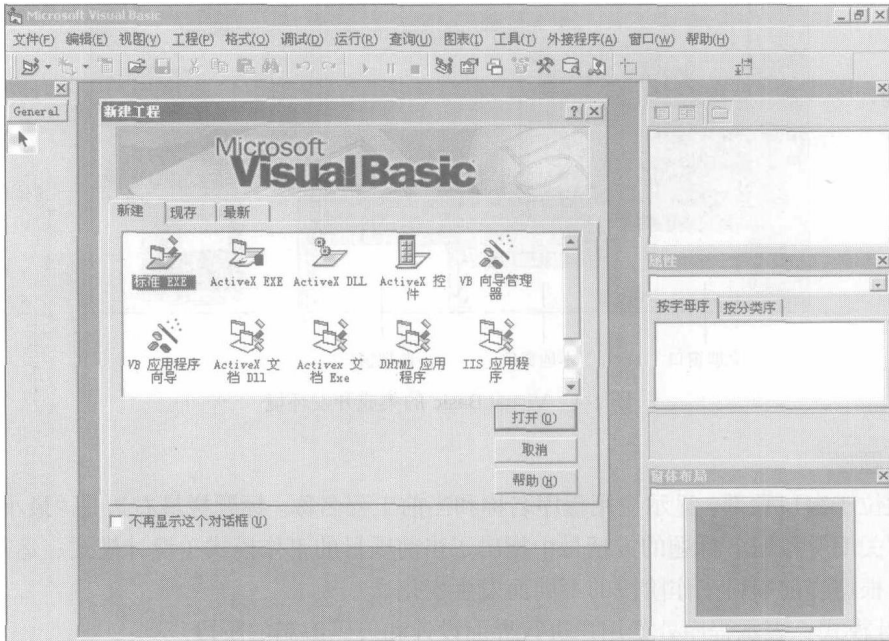 Microsoft Visual Basic
文件(F) 编辑(E) 视图(V) 工程(P) 格式(O) 调试(D) 运行(R) 查询(U) 图表(I) 工具(T) 外接程序(A) 窗口(W) 帮助(H)
General
新建工程
Microsoft
Visual Basic
新建 现存 最新
标准 EXE ActiveX EXE ActiveX DLL ActiveX 控件 VB 向导管理器
VB 应用程序向导 ActiveX 文档 Dll Activex 文档 Exe DHTML 应用程序 IIS 应用程序
打开(O)
取消
帮助(H)
不再显示这个对话框(U)
属性
按字母序 按分类序
窗体布局